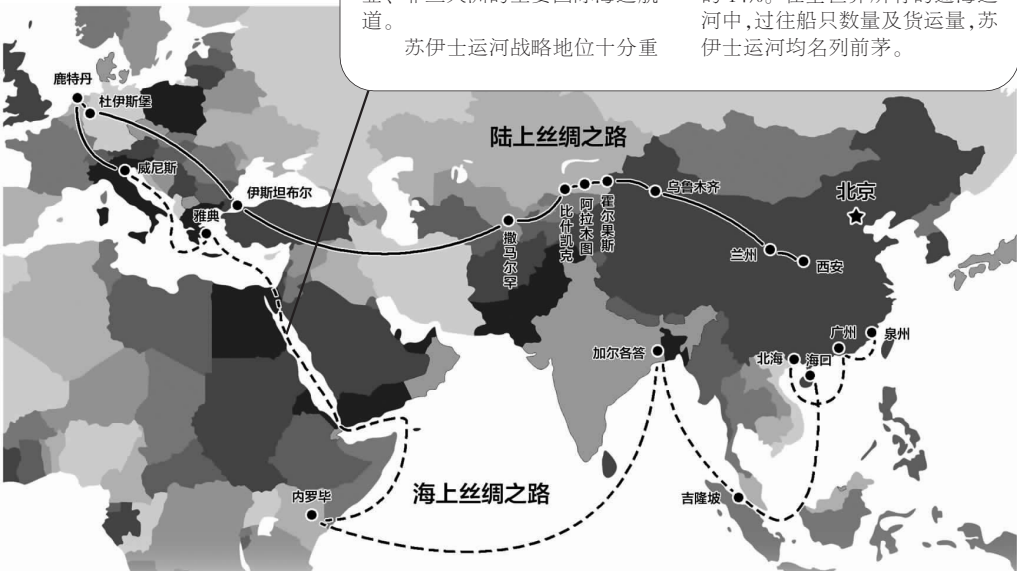 道。
苏伊士运河战略地位十分重
河中,过往船只数量及货运量,苏
伊士运河均名列前茅。
鹿特丹
杜伊斯堡
威尼斯
伊斯坦布尔
雅典
陆上丝绸之路
撒马尔罕
比什凯克
阿拉木图
霍尔果斯
乌鲁木齐
北京
兰州
西安
广州
泉州
北海
海口
加尔各答
内罗毕
海上丝绸之路
吉隆坡